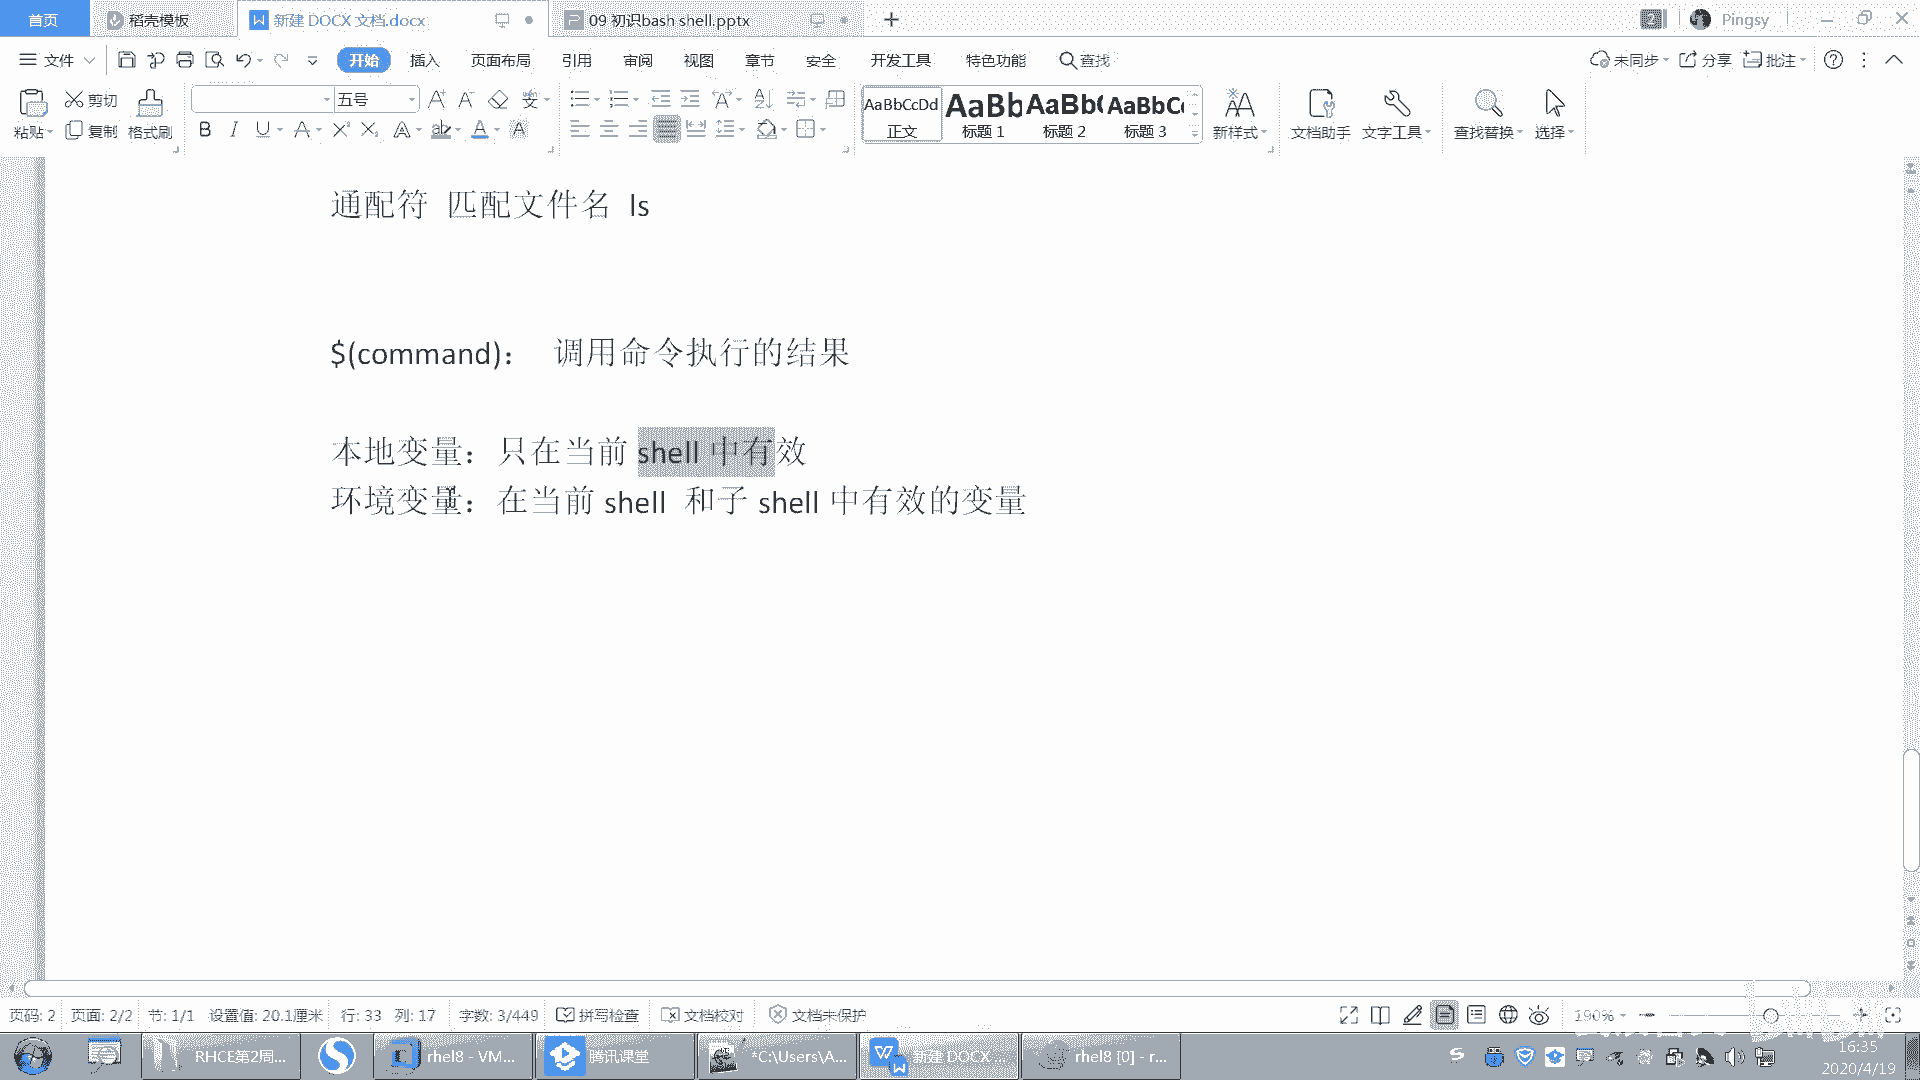 首页 稻壳模板 新建 DOCX 文档.docx 09 初识bash shell.pptx 2 Pingsy
文件 开始 插入 页面布局 引用 审阅 视图 章节 安全 开发工具 特色功能 查找 未同步 分享 批注
粘贴 剪切 复制 格式刷 五号 AaBbCcDd 正文 AaBb 标题 1 AaBb( 标题 2 AaBbC 标题 3 新样式 文档助手 文字工具 查找替换 选择
通配符 匹配文件名 ls
$(command)： 调用命令执行的结果
本地变量：只在当前 shell 中有效
环境变量：在当前 shell 和子 shell 中有效的变量
页码: 2 页面: 2/2 节: 1/1 设置值: 20.1厘米 行: 33 列: 17 字数: 3/449 拼写检查 文档校对 文档未保护 190%
RHCE第2周... rhel8 - VM... 腾讯课堂 *C:\Users\A... 新建 DOCX ... rhel8 [0] - r... 16:35
2020/4/19